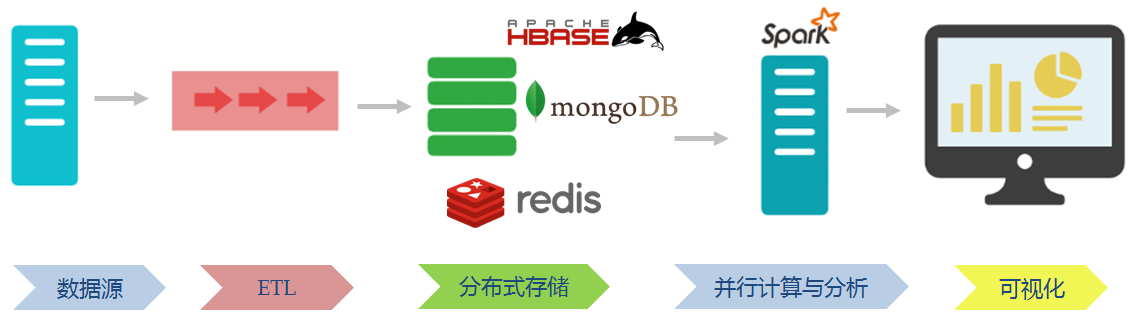 APACHE
HBASE
Spark
mongoDB
redis
数据源
ETL
分布式存储
并行计算与分析
可视化